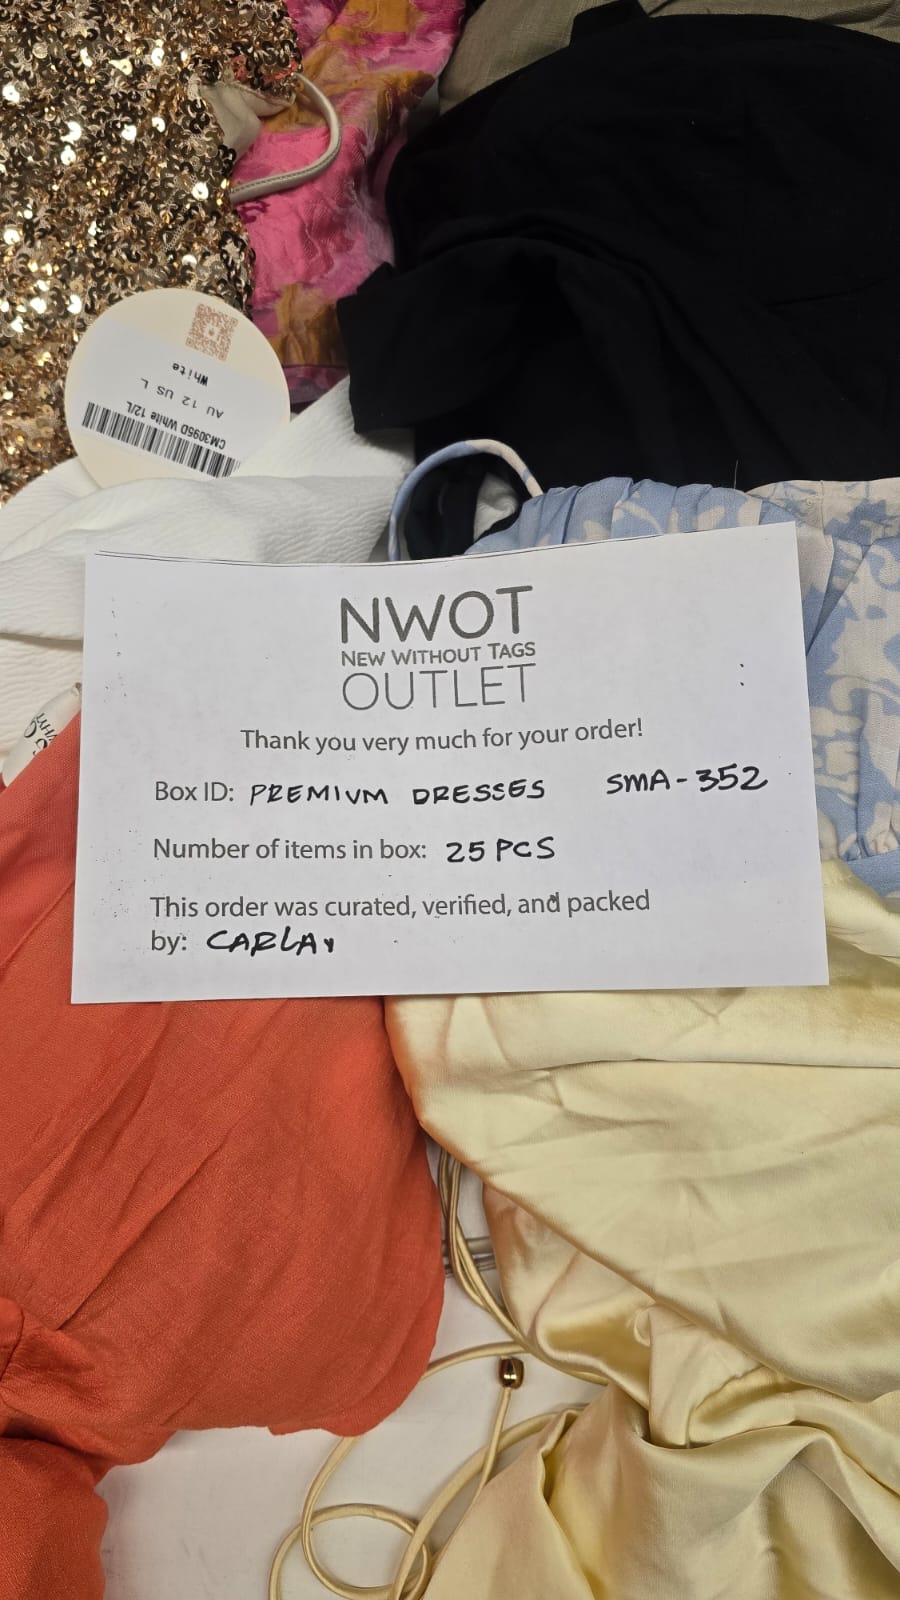 White
AU 12 US L
CM3095D White 12/L
NWOT
NEW WITHOUT TAGS
OUTLET
Thank you very much for your order!
Box ID: PREMIUM DRESSES SMA-352
Number of items in box: 25 PCS
This order was curated, verified, and packed
by: CARLAY